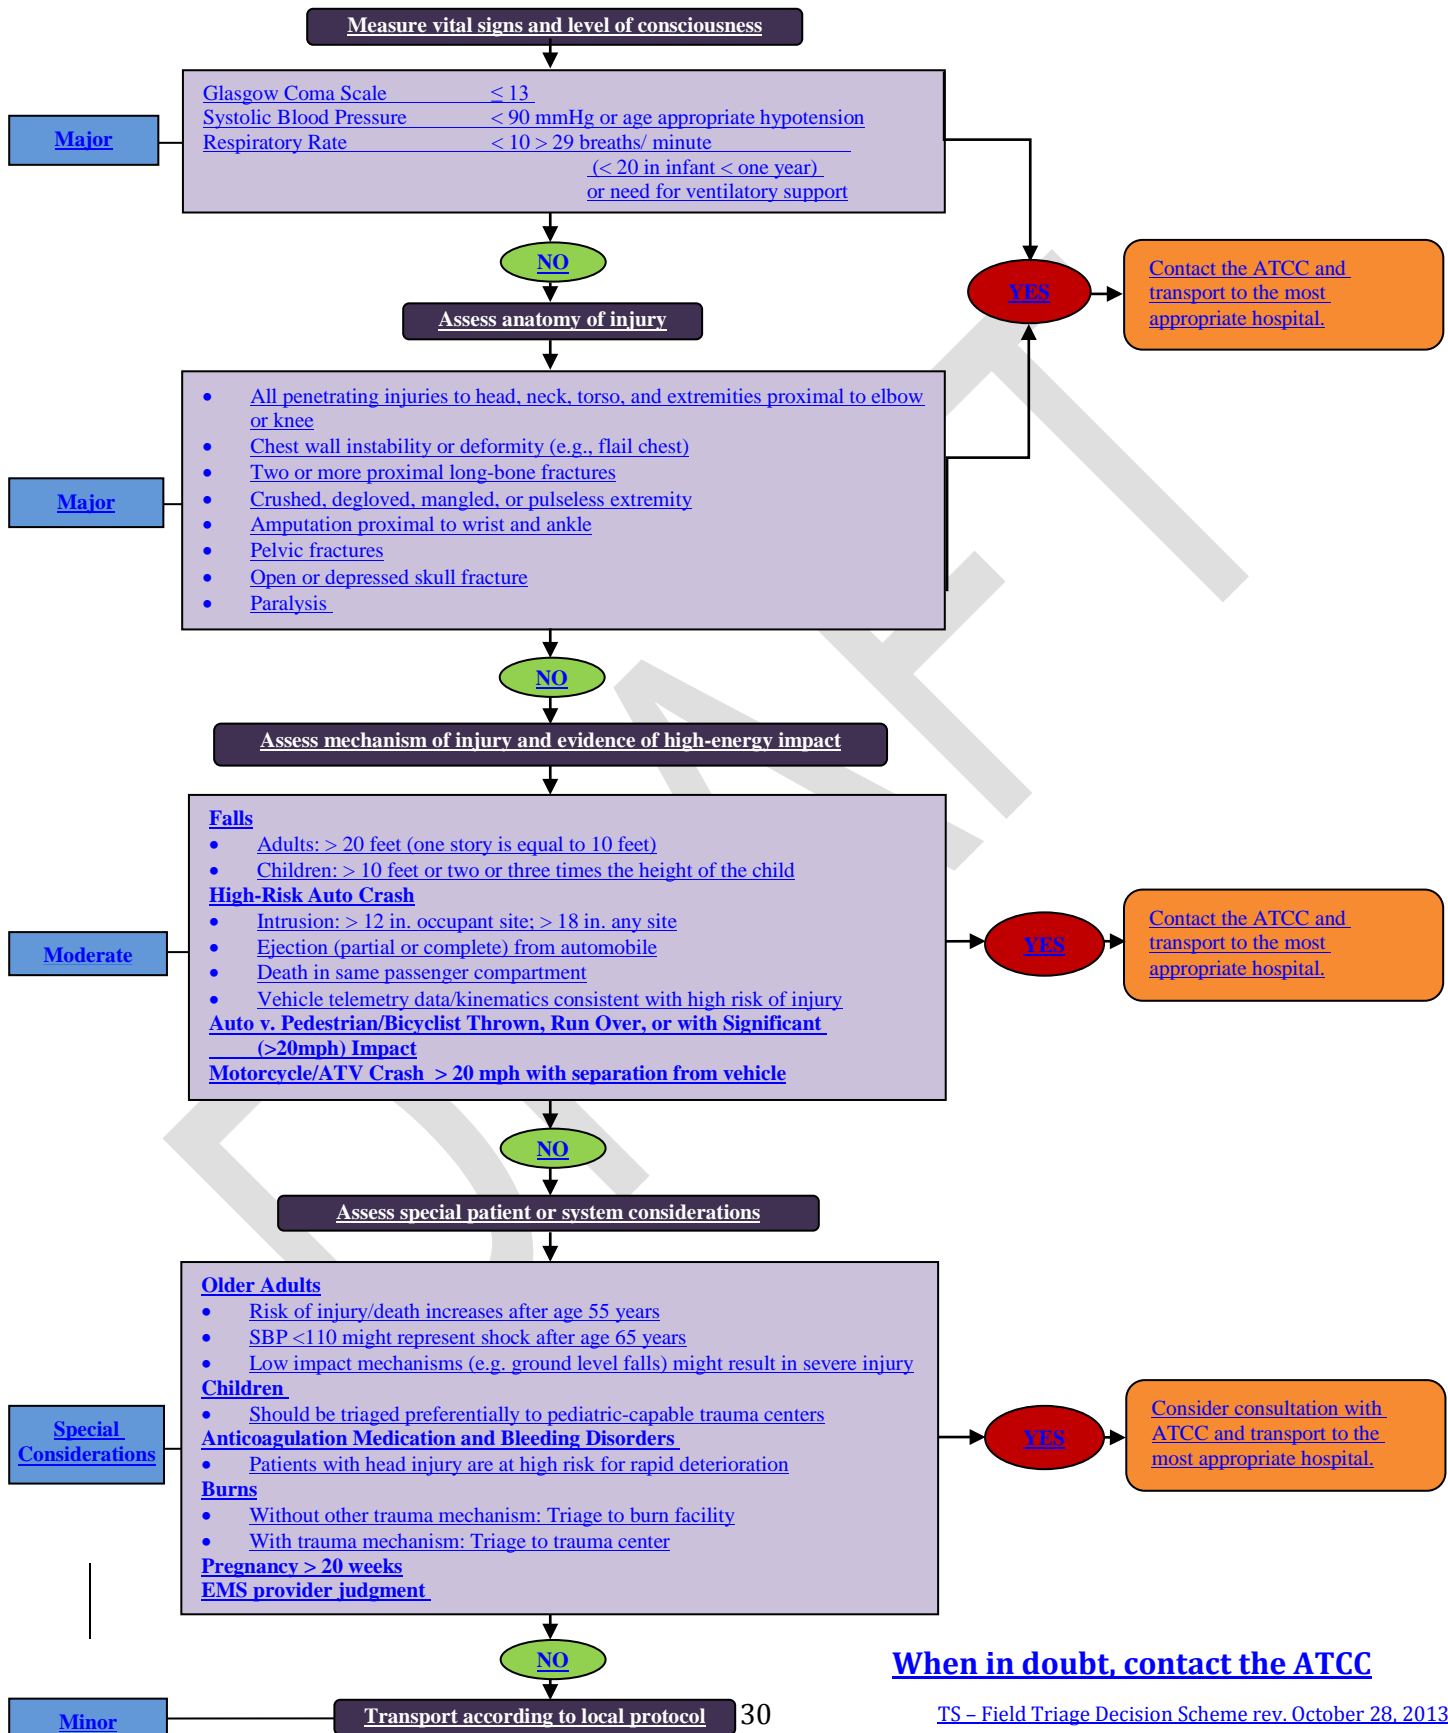 Measure vital signs and level of consciousness
Major
Glasgow Coma Scale ≤ 13
Systolic Blood Pressure < 90 mmHg or age appropriate hypotension
Respiratory Rate < 10 > 29 breaths/ minute
(< 20 in infant < one year)
or need for ventilatory support
NO
YES
Contact the ATCC and
transport to the most
appropriate hospital.
Assess anatomy of injury
Major
• All penetrating injuries to head, neck, torso, and extremities proximal to elbow
or knee
• Chest wall instability or deformity (e.g., flail chest)
• Two or more proximal long-bone fractures
• Crushed, degloved, mangled, or pulseless extremity
• Amputation proximal to wrist and ankle
• Pelvic fractures
• Open or depressed skull fracture
• Paralysis
NO
Assess mechanism of injury and evidence of high-energy impact
Moderate
Falls
• Adults: > 20 feet (one story is equal to 10 feet)
• Children: > 10 feet or two or three times the height of the child
High-Risk Auto Crash
• Intrusion: > 12 in. occupant site; > 18 in. any site
• Ejection (partial or complete) from automobile
• Death in same passenger compartment
• Vehicle telemetry data/kinematics consistent with high risk of injury
Auto v. Pedestrian/Bicyclist Thrown, Run Over, or with Significant
(>20mph) Impact
Motorcycle/ATV Crash > 20 mph with separation from vehicle
YES
Contact the ATCC and
transport to the most
appropriate hospital.
NO
Assess special patient or system considerations
Special
Considerations
Older Adults
• Risk of injury/death increases after age 55 years
• SBP <110 might represent shock after age 65 years
• Low impact mechanisms (e.g. ground level falls) might result in severe injury
Children
• Should be triaged preferentially to pediatric-capable trauma centers
Anticoagulation Medication and Bleeding Disorders
• Patients with head injury are at high risk for rapid deterioration
Burns
• Without other trauma mechanism: Triage to burn facility
• With trauma mechanism: Triage to trauma center
Pregnancy > 20 weeks
EMS provider judgment
YES
Consider consultation with
ATCC and transport to the
most appropriate hospital.
NO
When in doubt, contact the ATCC
Minor
Transport according to local protocol
30
TS – Field Triage Decision Scheme rev. October 28, 2013
DRAFT